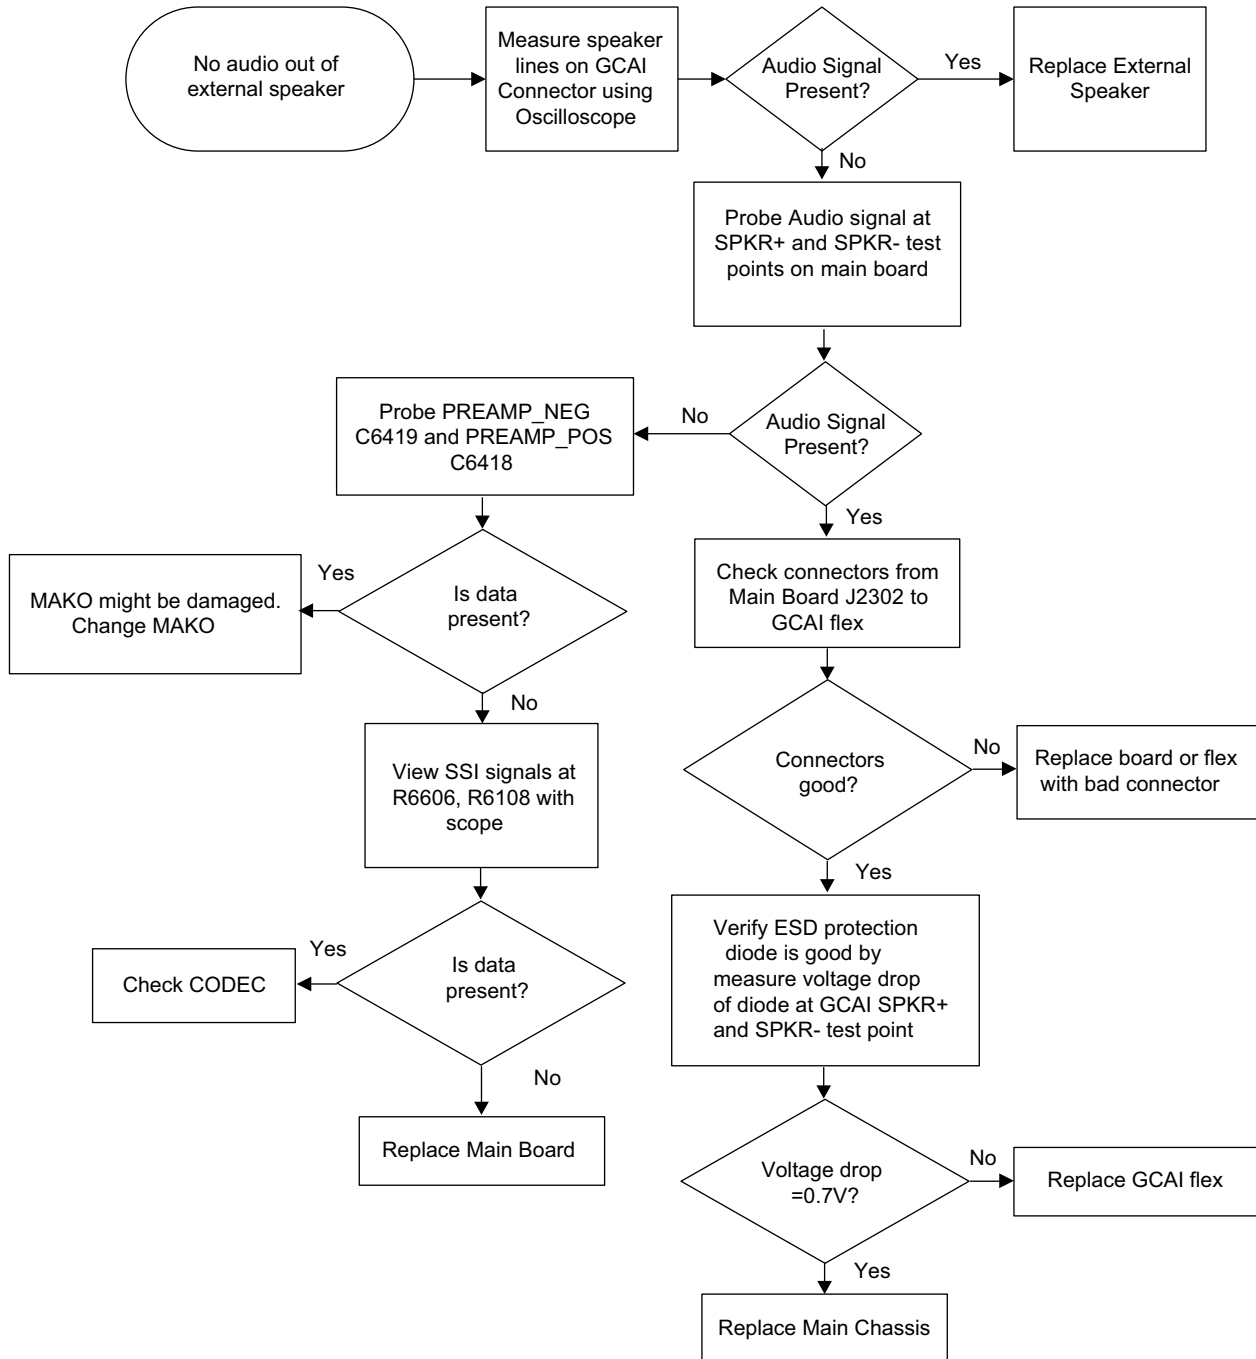 No audio out of
external speaker
Measure speaker
lines on GCAI
Connector using
Oscilloscope
Audio Signal
Present?
Yes
Replace External
Speaker
No
Probe Audio signal at
SPKR+ and SPKR- test
points on main board
Audio Signal
Present?
No
Probe PREAMP_NEG
C6419 and PREAMP_POS
C6418
Yes
Is data
present?
Yes
MAKO might be damaged.
Change MAKO
No
View SSI signals at
R6606, R6108 with
scope
Is data
present?
Yes
Check CODEC
No
Replace Main Board
Check connectors from
Main Board J2302 to
GCAI flex
Connectors
good?
No
Replace board or flex
with bad connector
Yes
Verify ESD protection
diode is good by
measure voltage drop
of diode at GCAI SPKR+
and SPKR- test point
Voltage drop
=0.7V?
No
Replace GCAI flex
Yes
Replace Main Chassis